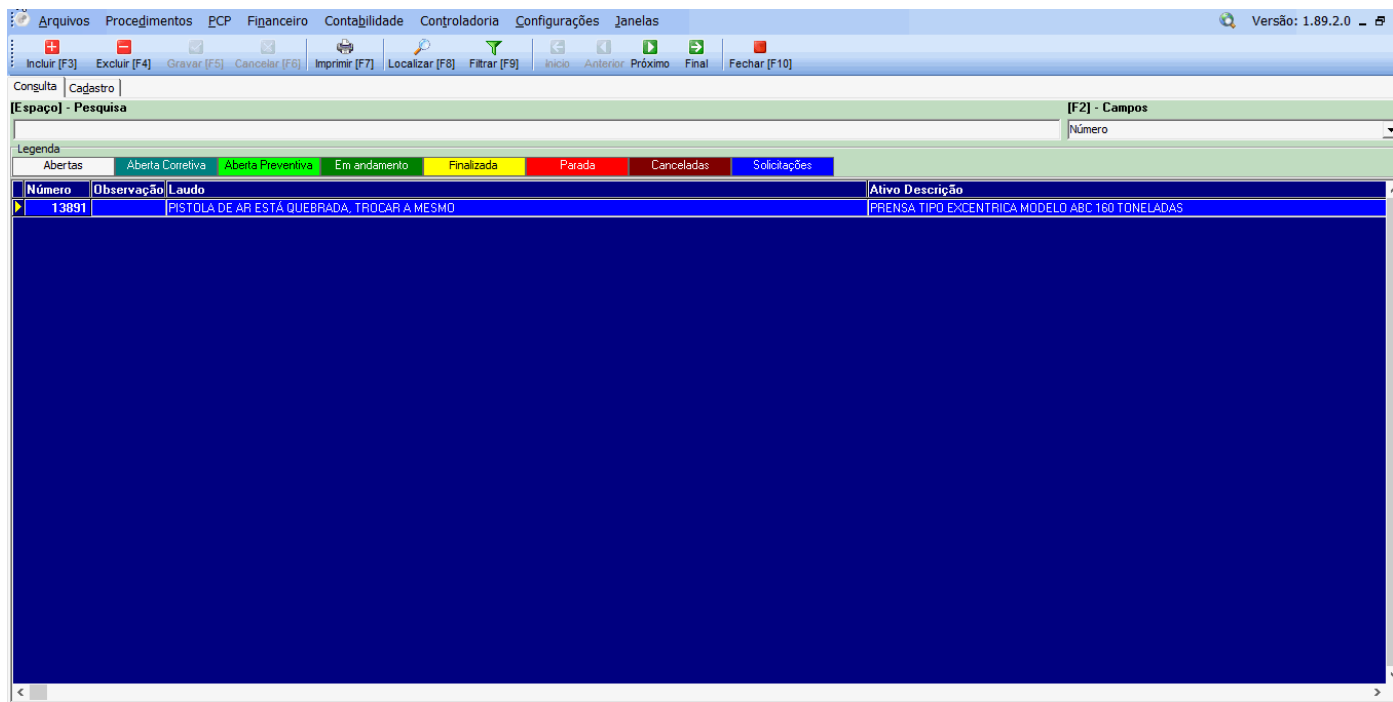 Arquivos Procedimentos PCP Financeiro Contabilidade Controladoria Configurações Janelas Versão: 1.89.2.0
Incluir [F3] Excluir [F4] Gravar [F5] Cancelar [F6] Imprimir [F7] Localizar [F8] Filtrar [F9] Início Anterior Próximo Final Fechar [F10]
Consulta Cadastro
[Espaço] - Pesquisa [F2] - Campos
Número
Legenda
Abertas Aberta Corretiva Aberta Preventiva Em andamento Finalizada Parada Canceladas Solicitações
Número Observação Laudo Ativo Descrição
13891 PISTOLA DE AR ESTÁ QUEBRADA, TROCAR A MESMO PRENSA TIPO EXCENTRICA MODELO ABC 160 TONELADAS